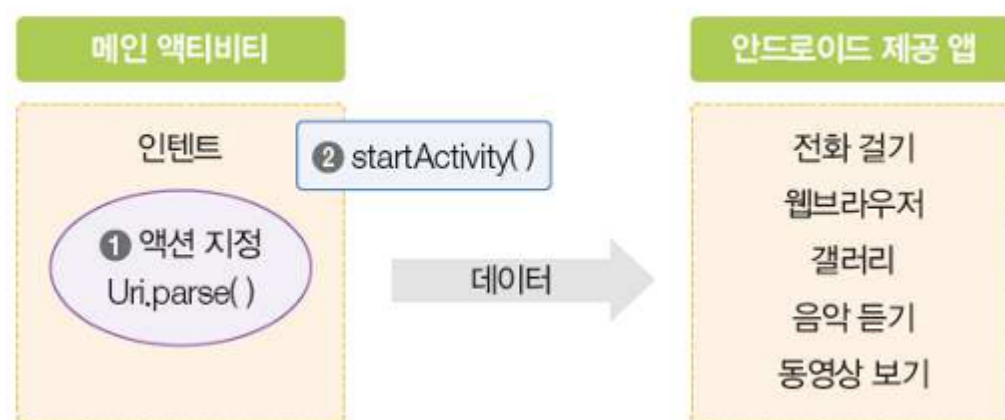 메인 액티비티
인텐트
❶ 액션 지정
Uri.parse( )
❷ startActivity( )
데이터
안드로이드 제공 앱
전화 걸기
웹브라우저
갤러리
음악 듣기
동영상 보기